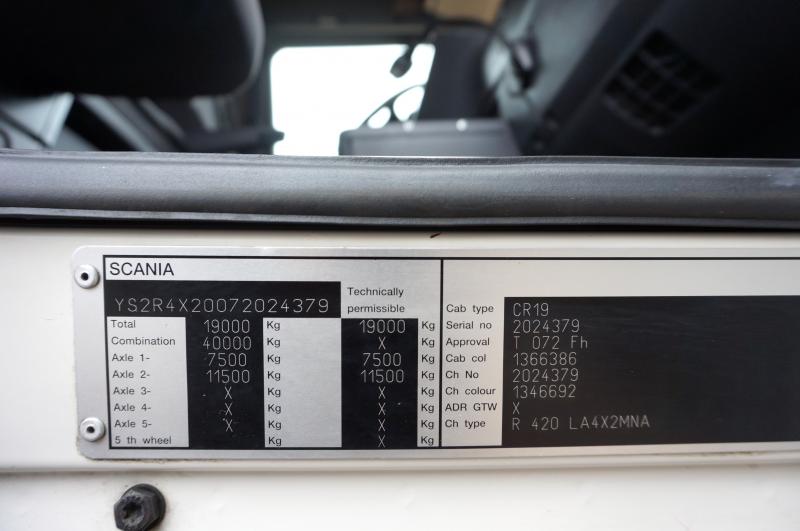 SCANIA
YS2R4X20072024379 Technically permissible
Total 19000 Kg 19000 Kg
Combination 40000 Kg X Kg
Axle 1- 7500 Kg 7500 Kg
Axle 2- 11500 Kg 11500 Kg
Axle 3- X Kg X Kg
Axle 4- X Kg X Kg
Axle 5- X Kg X Kg
5 th wheel Kg X Kg
Cab type CR19
Serial no 2024379
Approval T 072 Fh
Cab col 1366386
Ch No 2024379
Ch colour 1346692
ADR GTW X
Ch type R 420 LA4X2MNA